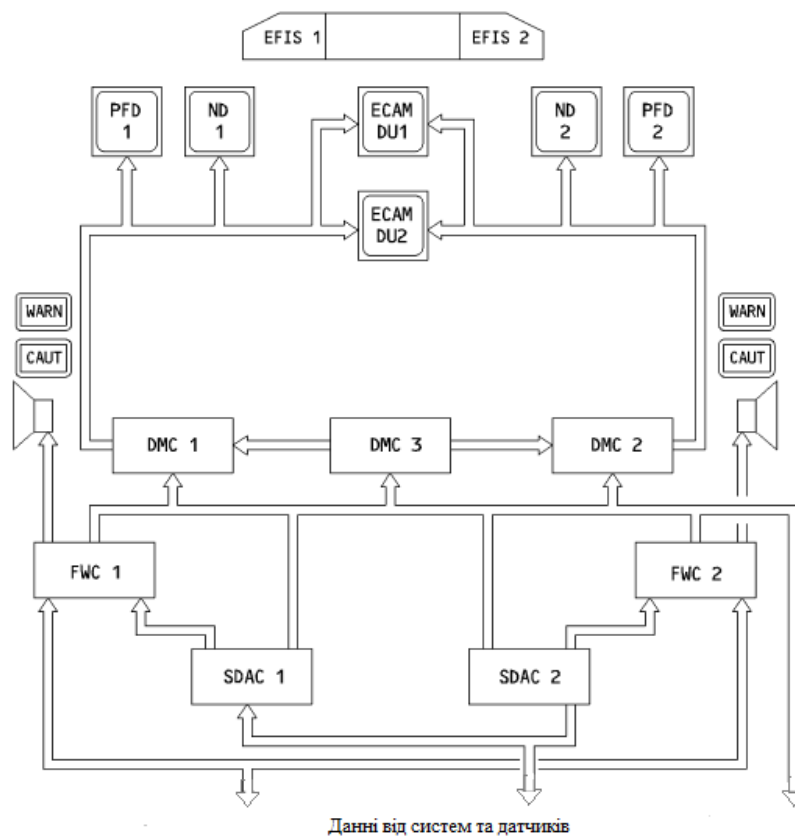 EFIS 1 EFIS 2
PFD
1
ND
1
ECAM
DU1
ND
2
PFD
2
ECAM
DU2
WARN
WARN
CAUT
CAUT
DMC 1
DMC 3
DMC 2
FWC 1
FWC 2
SDAC 1
SDAC 2
Данні від систем та датчиків